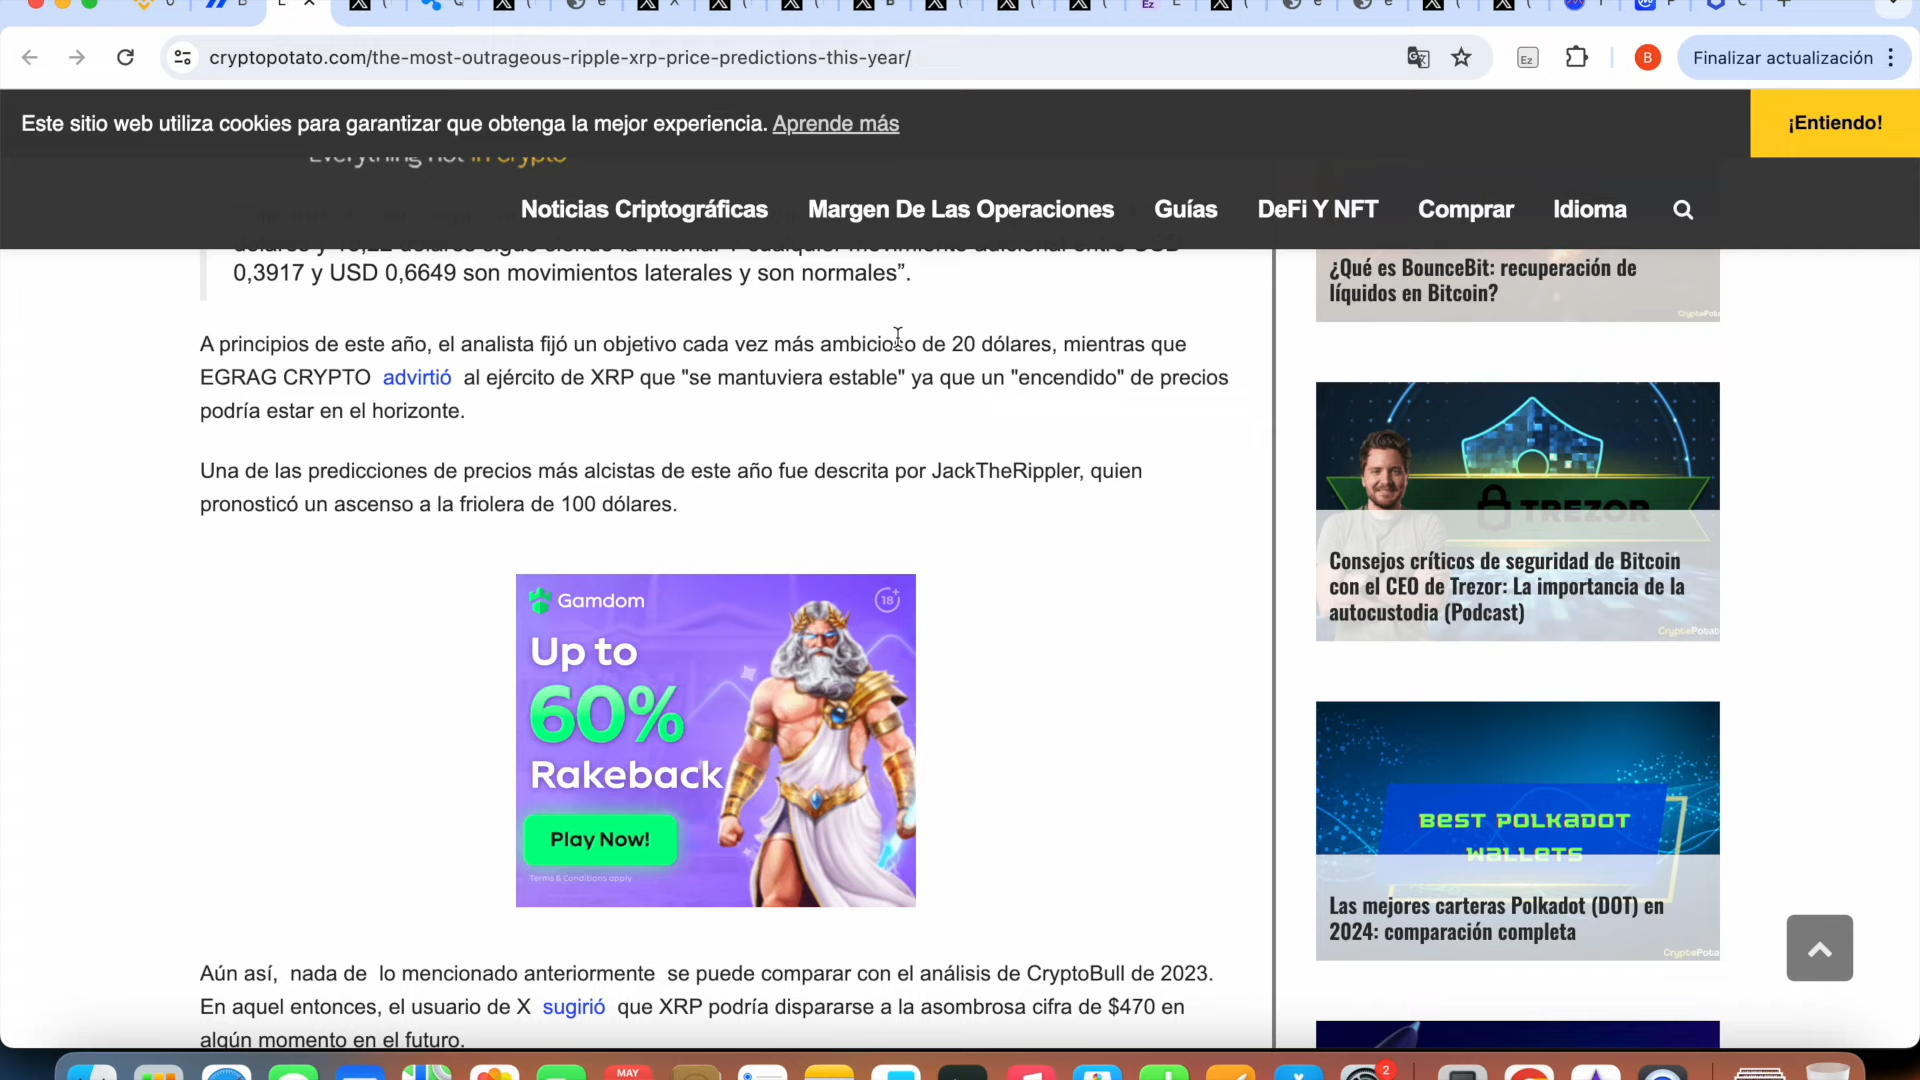 cryptopotato.com/the-most-outrageous-ripple-xrp-price-predictions-this-year/
Ez
B
Finalizar actualización
Este sitio web utiliza cookies para garantizar que obtenga la mejor experiencia. Aprende más
¡Entiendo!
Noticias Criptográficas
Margen De Las Operaciones
Guías
DeFi Y NFT
Comprar
Idioma
0,3917 y USD 0,6649 son movimientos laterales y son normales”.
A principios de este año, el analista fijó un objetivo cada vez más ambicioso de 20 dólares, mientras que
EGRAG CRYPTO advirtió al ejército de XRP que "se mantuviera estable" ya que un "encendido" de precios
podría estar en el horizonte.
Una de las predicciones de precios más alcistas de este año fue descrita por JackTheRippler, quien
pronosticó un ascenso a la friolera de 100 dólares.
Gamdom
18+
Up to
60%
Rakeback
Play Now!
Terms & Conditions apply
Aún así, nada de lo mencionado anteriormente se puede comparar con el análisis de CryptoBull de 2023.
En aquel entonces, el usuario de X sugirió que XRP podría dispararse a la asombrosa cifra de $470 en
algún momento en el futuro.
¿Qué es BounceBit: recuperación de
líquidos en Bitcoin?
TREZOR
Consejos críticos de seguridad de Bitcoin
con el CEO de Trezor: La importancia de la
autocustodia (Podcast)
BEST POLKADOT
WALLETS
Las mejores carteras Polkadot (DOT) en
2024: comparación completa
MAY
2